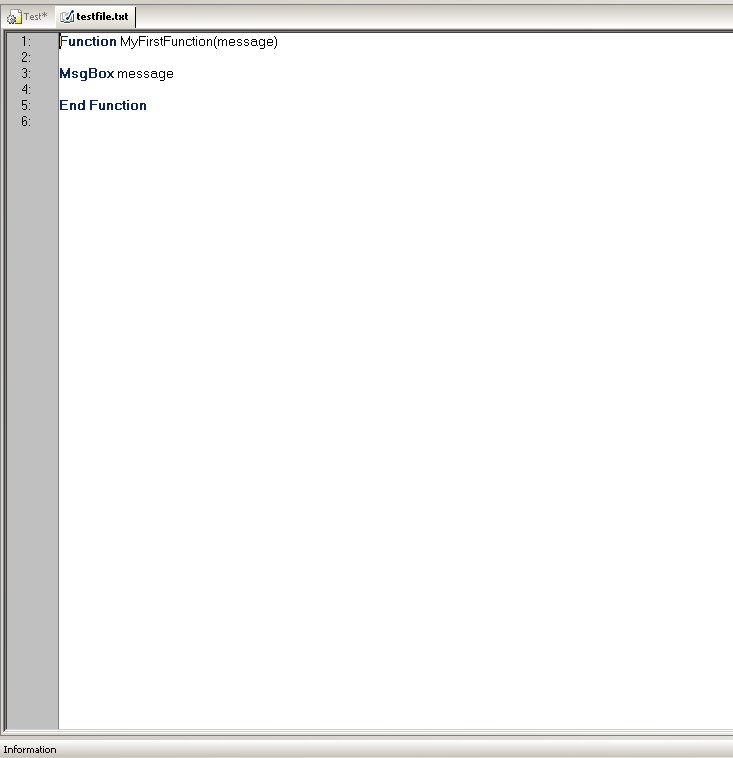 Test* testfile.txt
1: Function MyFirstFunction(message)
2:
3: MsgBox message
4:
5: End Function
6:
Information